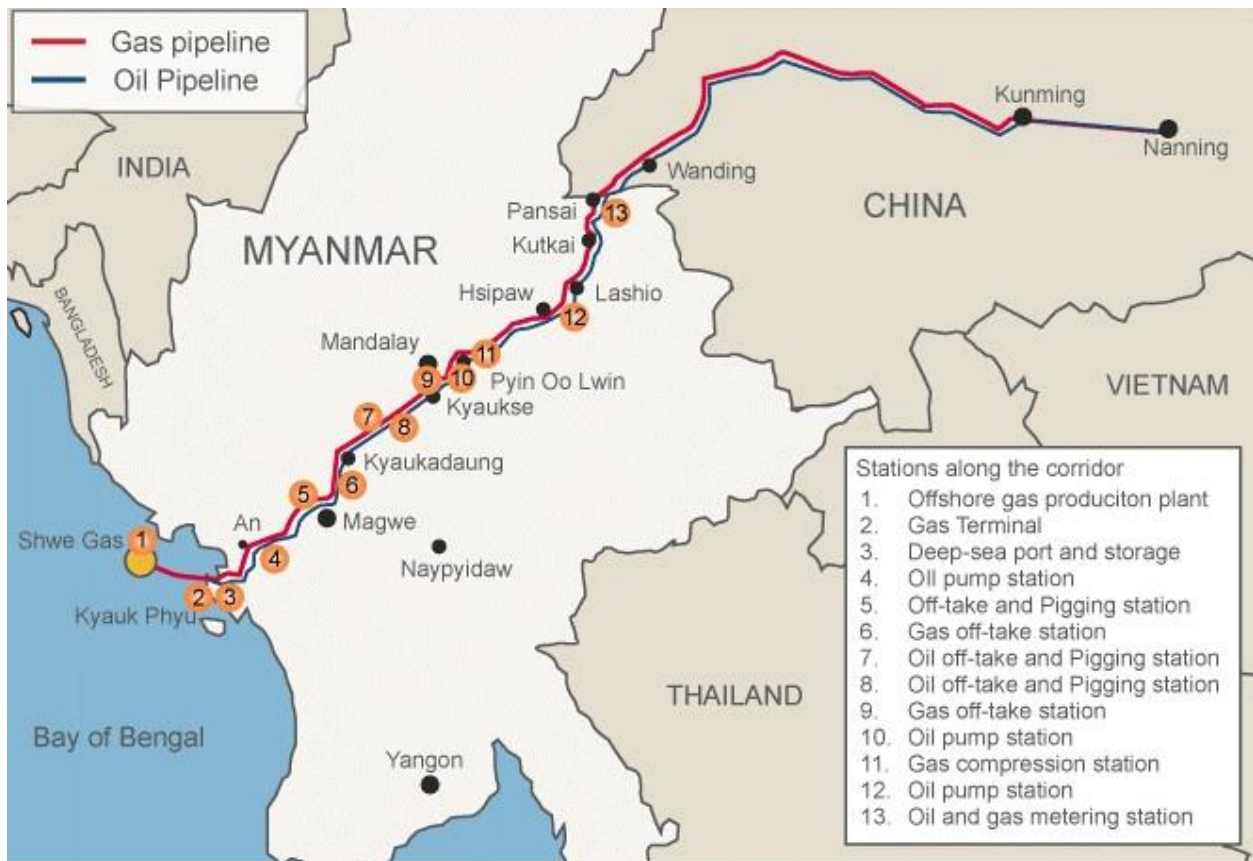 Gas pipeline
Oil Pipeline
Kunming
Nanning
INDIA
Wanding
CHINA
Pansai
13
MYANMAR
Kutkai
BANGLADESH
Hsipaw
Lashio
12
Mandalay
11
9
10
Pyin Oo Lwin
VIETNAM
Kyaukse
7
8
Kyaukadaung
5
6
An
Magwe
Shwe Gas
1
4
Naypyidaw
2
3
Kyauk Phyu
THAILAND
Bay of Bengal
Yangon
Stations along the corridor
1. Offshore gas produciton plant
2. Gas Terminal
3. Deep-sea port and storage
4. OIl pump station
5. Off-take and Pigging station
6. Gas off-take station
7. Oil off-take and Pigging station
8. Oil off-take and Pigging station
9. Gas off-take station
10. Oil pump station
11. Gas compression station
12. Oil pump station
13. Oil and gas metering station